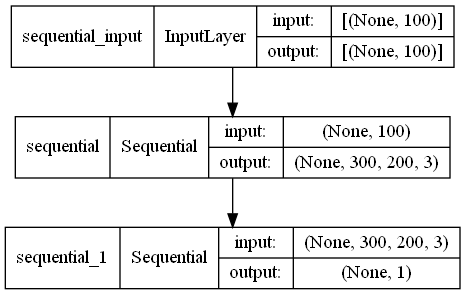 sequential_input InputLayer input: [(None, 100)]
output: [(None, 100)]
sequential Sequential input: (None, 100)
output: (None, 300, 200, 3)
sequential_1 Sequential input: (None, 300, 200, 3)
output: (None, 1)